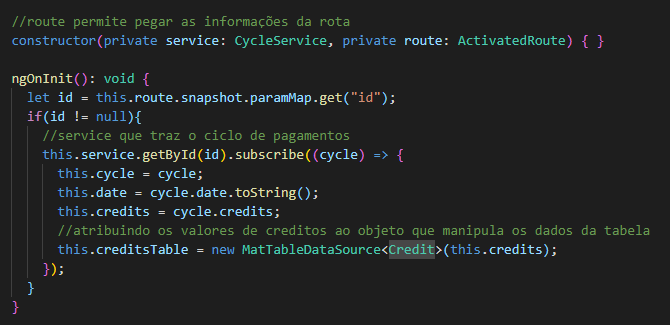 //route permite pegar as informações da rota
constructor(private service: CycleService, private route: ActivatedRoute) { }
ngOnInit(): void {
let id = this.route.snapshot.paramMap.get("id");
if(id != null){
//service que traz o ciclo de pagamentos
this.service.getById(id).subscribe((cycle) => {
this.cycle = cycle;
this.date = cycle.date.toString();
this.credits = cycle.credits;
//atribuindo os valores de creditos ao objeto que manipula os dados da tabela
this.creditsTable = new MatTableDataSource<Credit>(this.credits);
});
}
}